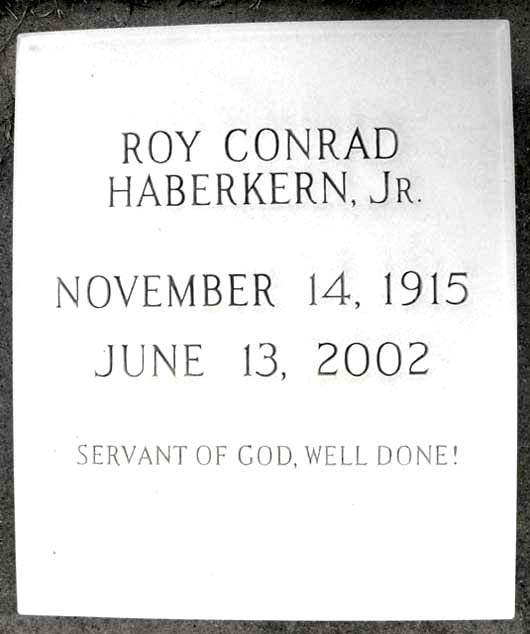 ROY CONRAD
HABERKERN, JR.
NOVEMBER 14, 1915
JUNE 13, 2002
SERVANT OF GOD, WELL DONE!